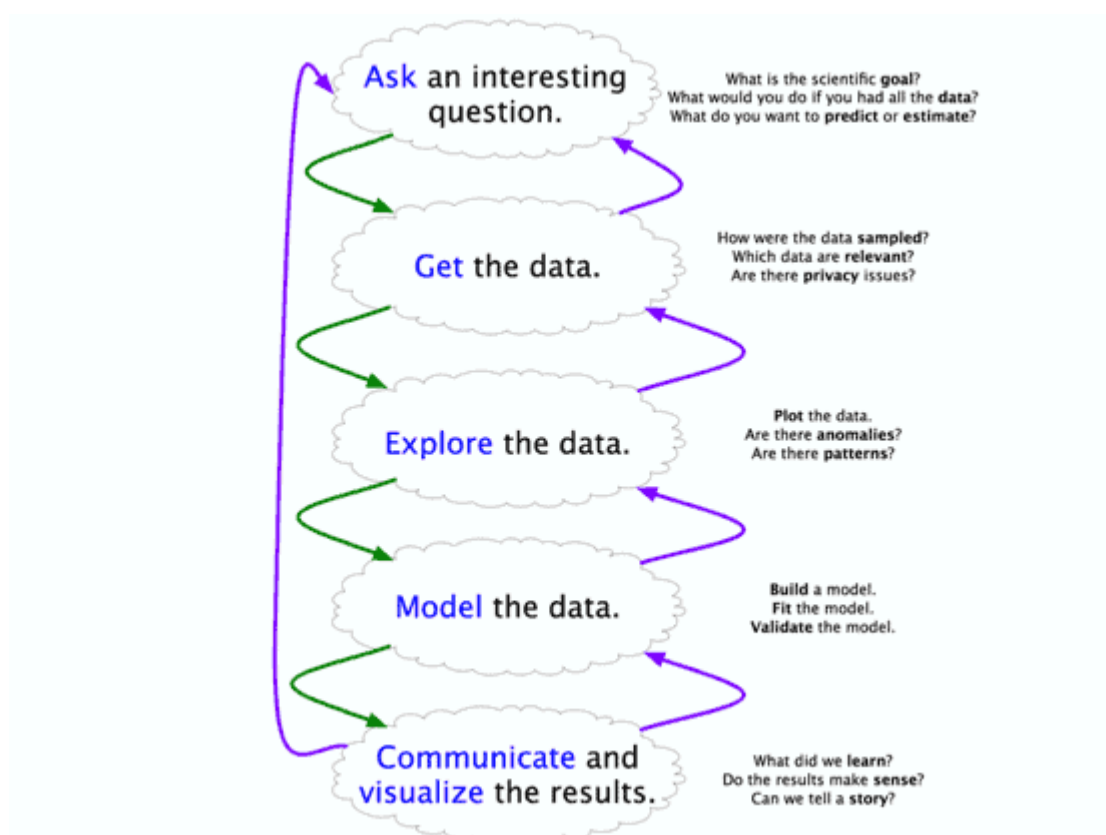 Ask an interesting
question.
What is the scientific goal?
What would you do if you had all the data?
What do you want to predict or estimate?
Get the data.
How were the data sampled?
Which data are relevant?
Are there privacy issues?
Explore the data.
Plot the data.
Are there anomalies?
Are there patterns?
Model the data.
Build a model.
Fit the model.
Validate the model.
Communicate and
visualize the results.
What did we learn?
Do the results make sense?
Can we tell a story?